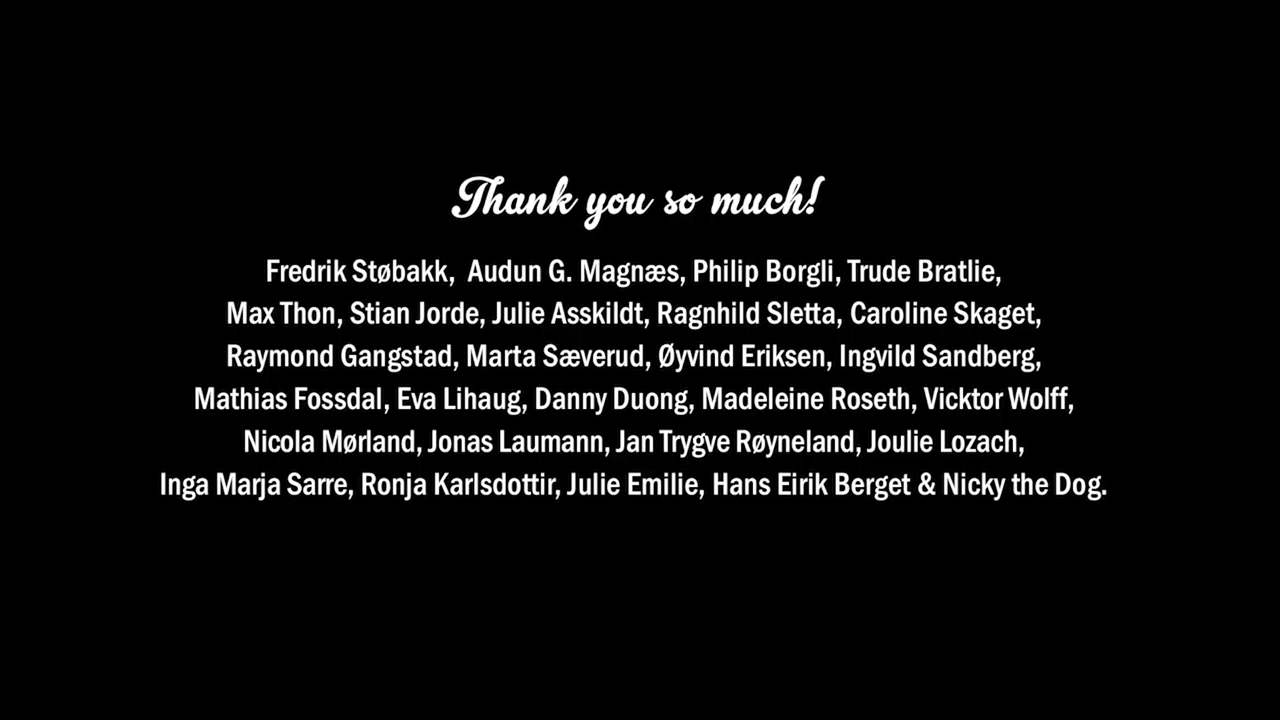 Thank you so much!
Fredrik Støbakk, Audun G. Magnæs, Philip Borgli, Trude Bratlie,
Max Thon, Stian Jorde, Julie Asskildt, Ragnhild Sletta, Caroline Skaget,
Raymond Gangstad, Marta Sæverud, Øyvind Eriksen, Ingvild Sandberg,
Mathias Fossdal, Eva Lihaug, Danny Duong, Madeleine Roseth, Vicktor Wolff,
Nicola Mørland, Jonas Laumann, Jan Trygve Røyneland, Joulie Lozach,
Inga Marja Sarre, Ronja Karlsdottir, Julie Emilie, Hans Eirik Berget & Nicky the Dog.